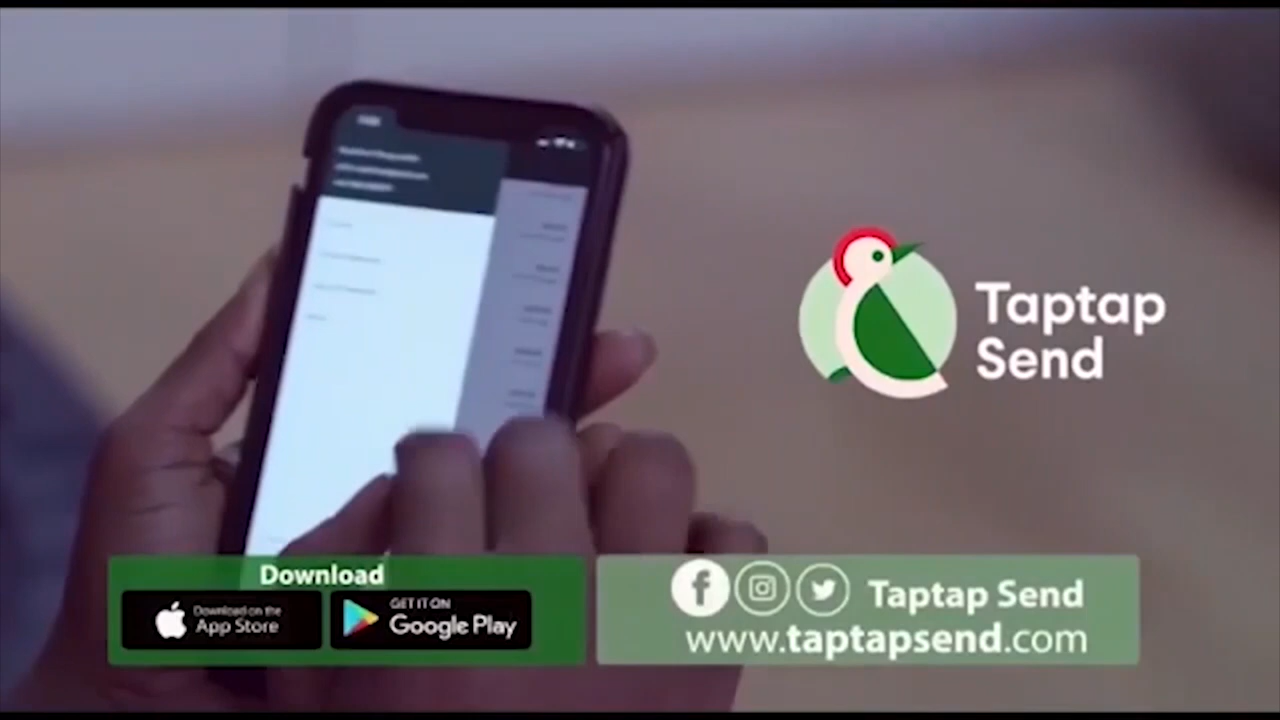 Taptap
Send
Download
Download on the
App Store
GET IT ON
Google Play
Taptap Send
www.taptapsend.com